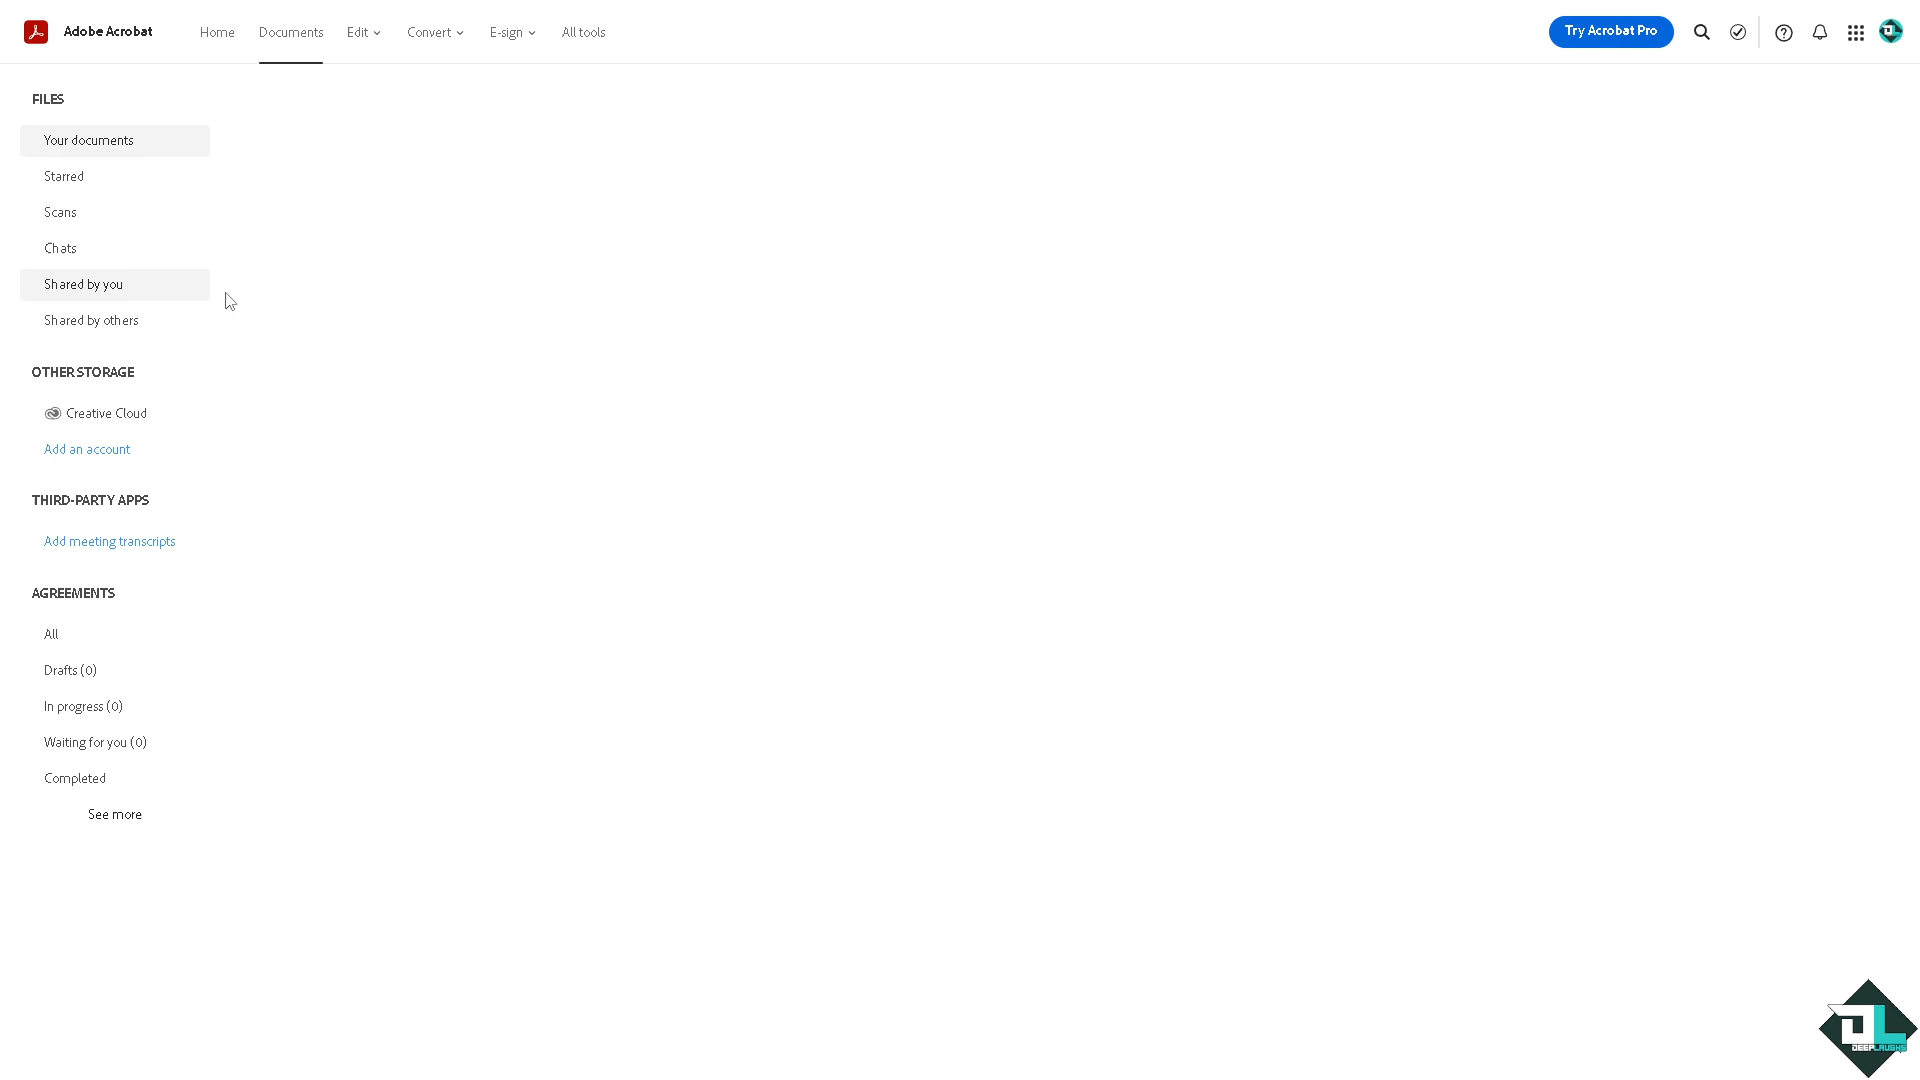 Adobe Acrobat
Home
Documents
Edit
Convert
E-sign
All tools
Try Acrobat Pro
FILES
Your documents
Starred
Scans
Chats
Shared by you
Shared by others
OTHER STORAGE
Creative Cloud
Add an account
THIRD-PARTY APPS
Add meeting transcripts
AGREEMENTS
All
Drafts (0)
In progress (0)
Waiting for you (0)
Completed
See more
DEEPLAUGHS